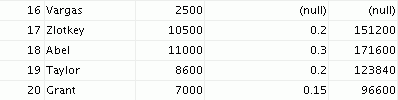 16 Vargas 2500 (null) (null)
17 Zlotkey 10500 0.2 151200
18 Abel 11000 0.3 171600
19 Taylor 8600 0.2 123840
20 Grant 7000 0.15 96600